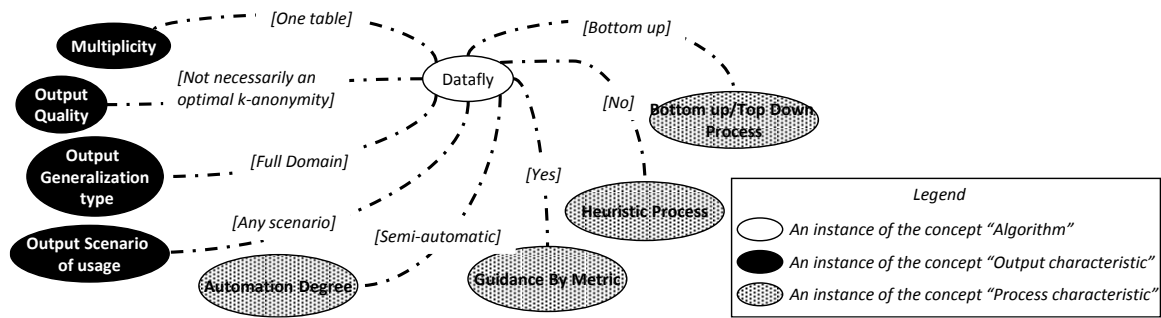 [One table]
[Bottom up]
Multiplicity
[Not necessarily an
optimal k-anonymity]
Datafly
Output
Quality
[No]
Bottom up/Top Down
Process
Output
Generalization
type
[Full Domain]
[Yes]
Heuristic Process
[Any scenario]
[Semi-automatic]
Output Scenario
of usage
Automation Degree
Guidance By Metric
Legend
An instance of the concept “Algorithm”
An instance of the concept “Output characteristic”
An instance of the concept “Process characteristic”